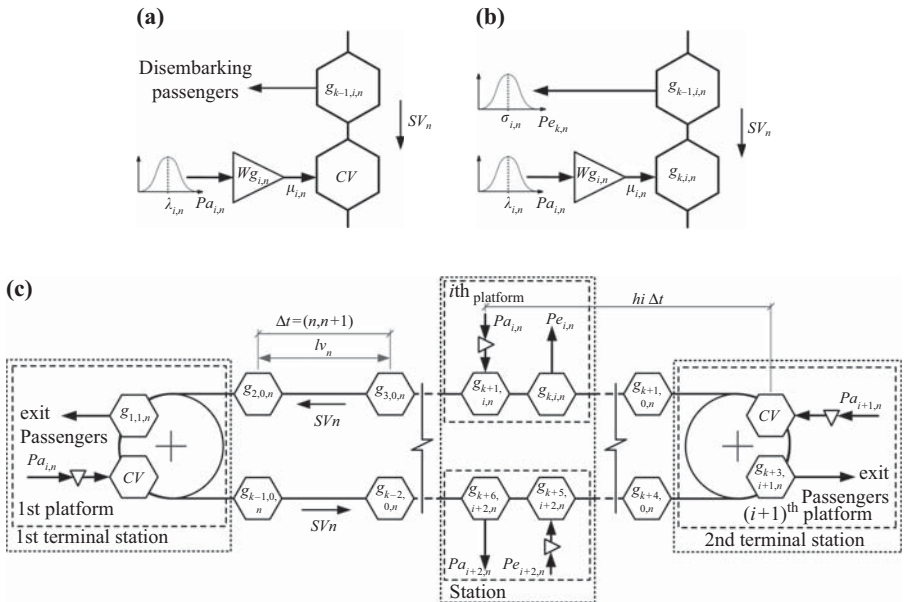 (a)
Disembarking
passengers
g_{k–1,i,n}
SV_n
λ_{i,n}
Pa_{i,n}
Wg_{i,n}
μ_{i,n}
CV
(b)
g_{k–1,i,n}
σ_{i,n}
Pe_{k,n}
SV_n
λ_{i,n}
Pa_{i,n}
Wg_{i,n}
μ_{i,n}
g_{k,i,n}
(c)
Δt=(n,n+1)
lv_n
ith platform
hi Δt
Pa_{i,n}
Pe_{i,n}
g_{1,1,n}
g_{2,0,n}
g_{3,0,n}
g_{k+1, i,n}
g_{k,i,n}
g_{k+1, 0,n}
CV
Pa_{i+1,n}
exit
Passengers
SVn
Pa_{i,n}
CV
1st platform
1st terminal station
g_{k–1,0, n}
g_{k–2, 0,n}
SVn
g_{k+6, i+2,n}
g_{k+5, i+2,n}
g_{k+4, 0,n}
g_{k+3, i+1,n}
exit
Passengers
(i+1)th platform
2nd terminal station
Pa_{i+2,n}
Pe_{i+2,n}
Station